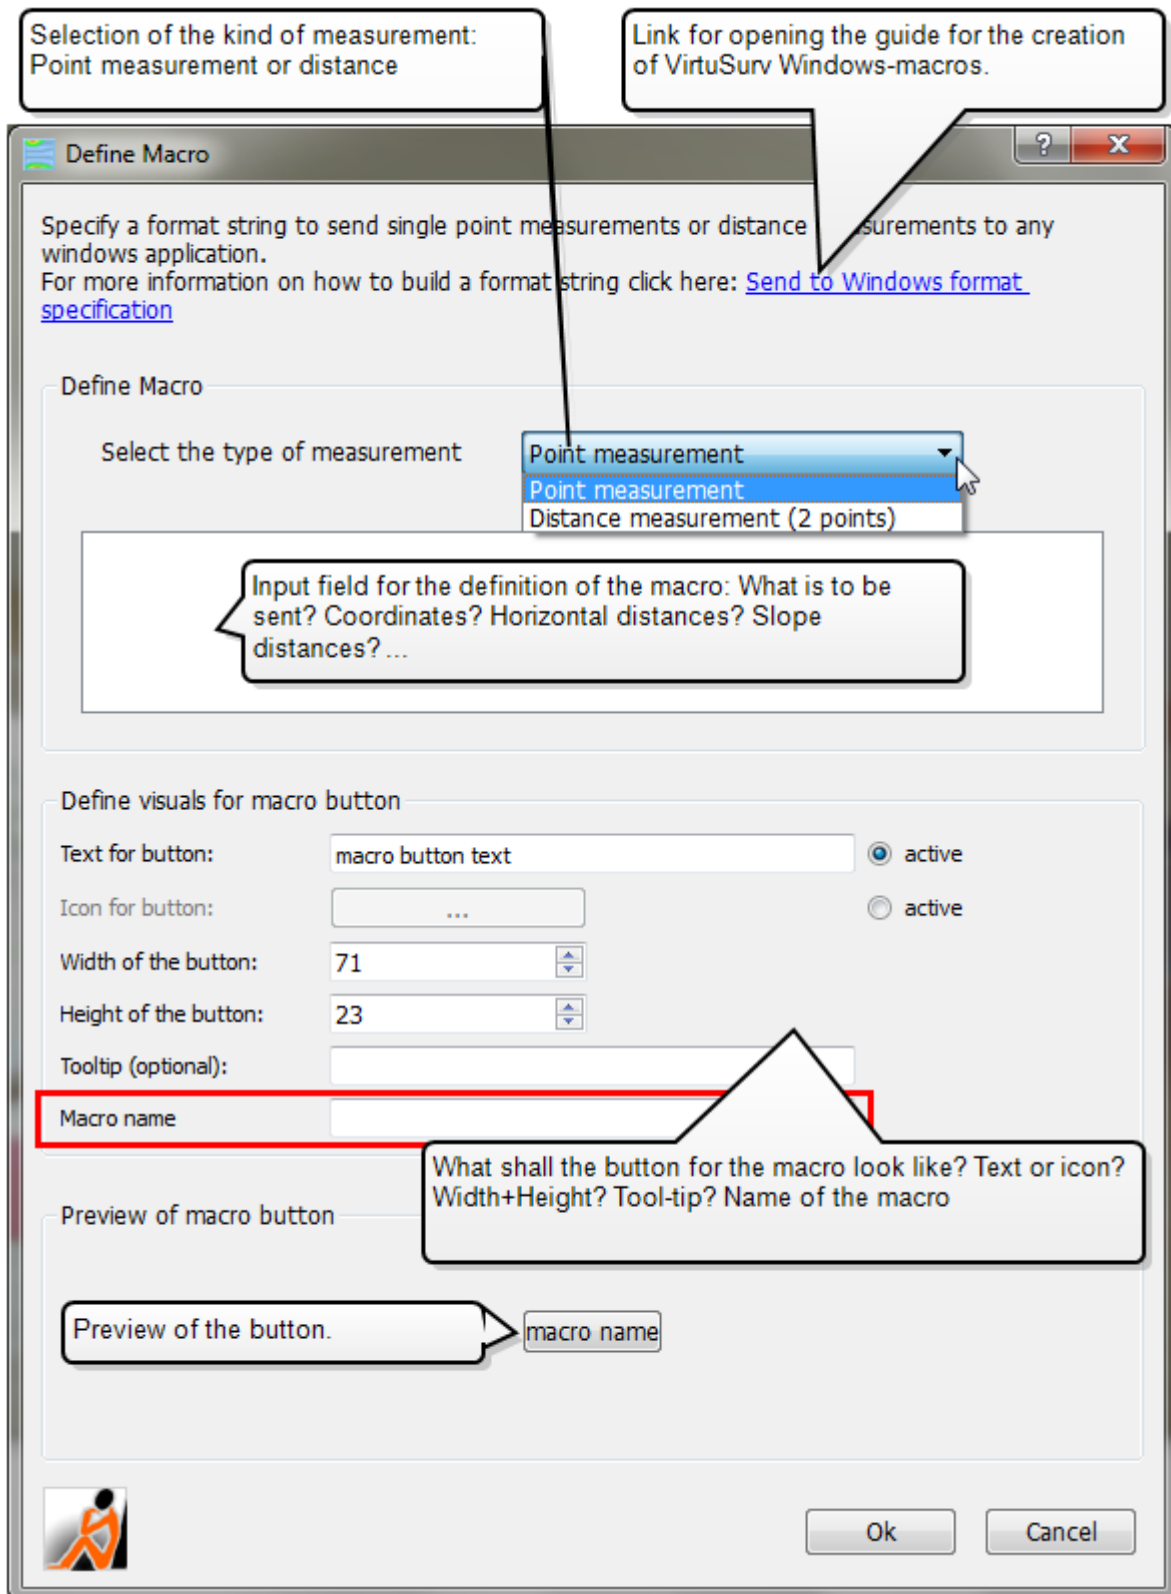 Selection of the kind of measurement:
Point measurement or distance
Link for opening the guide for the creation
of VirtuSurv Windows-macros.
Define Macro
?
X
Specify a format string to send single point measurements or distance surements to any
windows application.
For more information on how to build a format string click here: Send to Windows format
specification
Define Macro
Select the type of measurement
Point measurement
Point measurement
Distance measurement (2 points)
Input field for the definition of the macro: What is to be
sent? Coordinates? Horizontal distances? Slope
distances? ...
Define visuals for macro button
Text for button: macro button text active
Icon for button: ... active
Width of the button: 71
Height of the button: 23
Tooltip (optional):
Macro name
What shall the button for the macro look like? Text or icon?
Width+Height? Tool-tip? Name of the macro
Preview of macro button
Preview of the button.
macro name
Ok Cancel